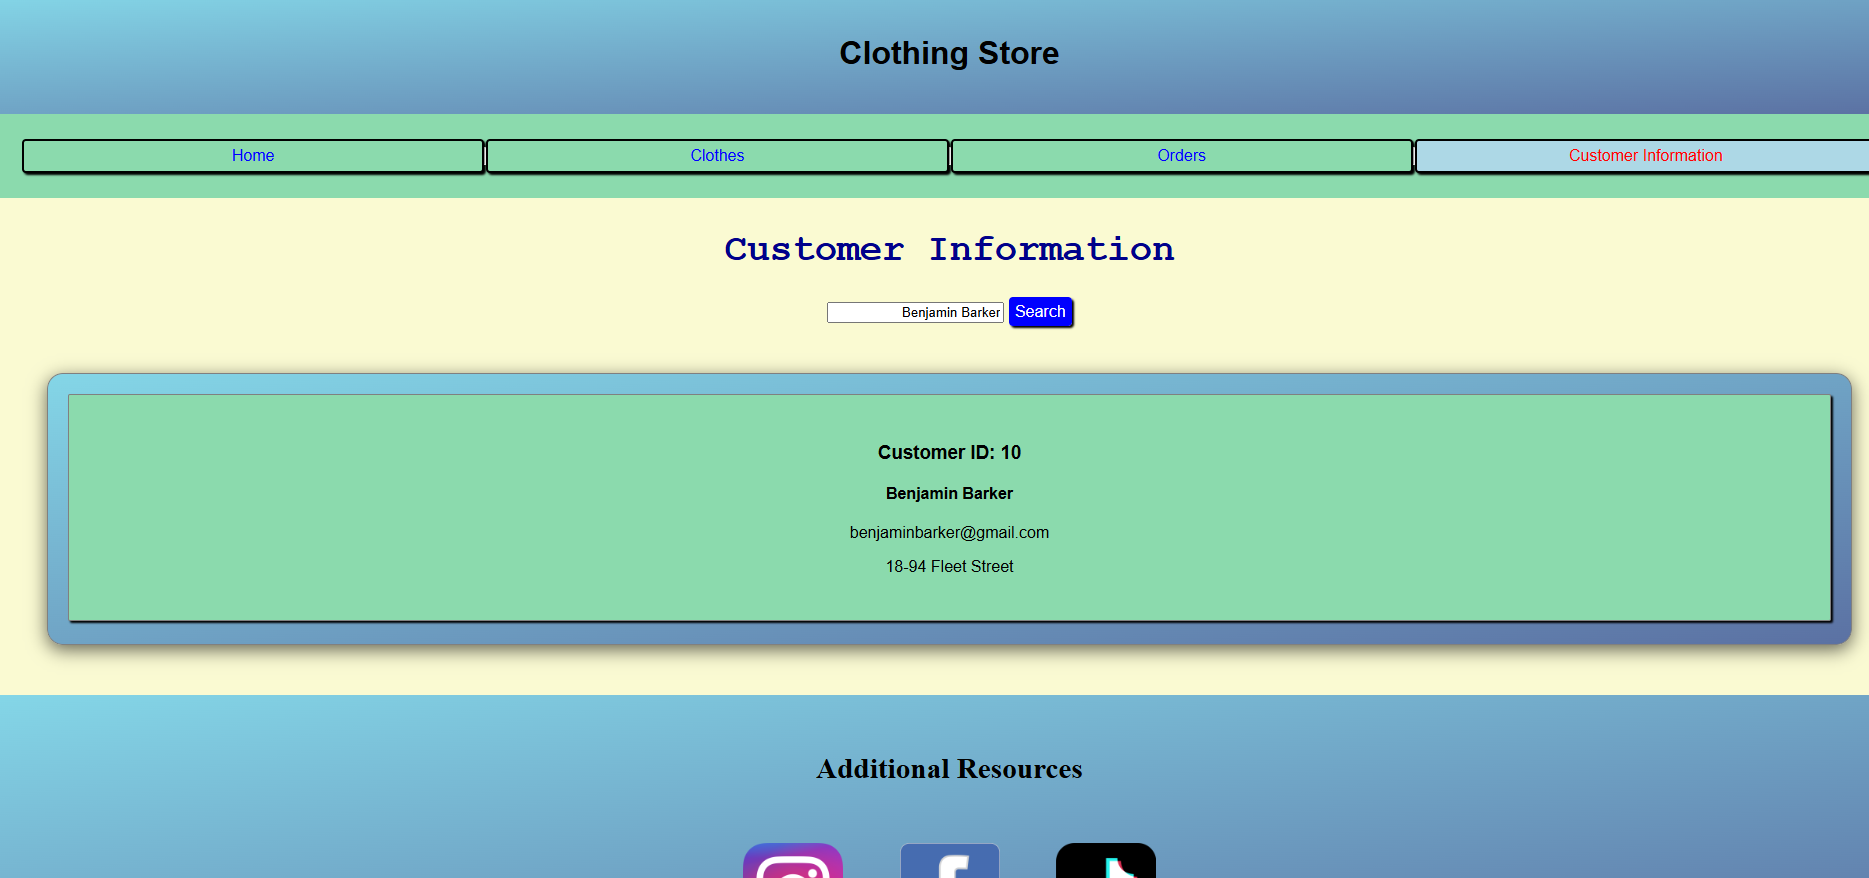 Clothing Store
Home Clothes Orders Customer Information
Customer Information
Benjamin Barker Search
Customer ID: 10
Benjamin Barker
benjaminbarker@gmail.com
18-94 Fleet Street
Additional Resources